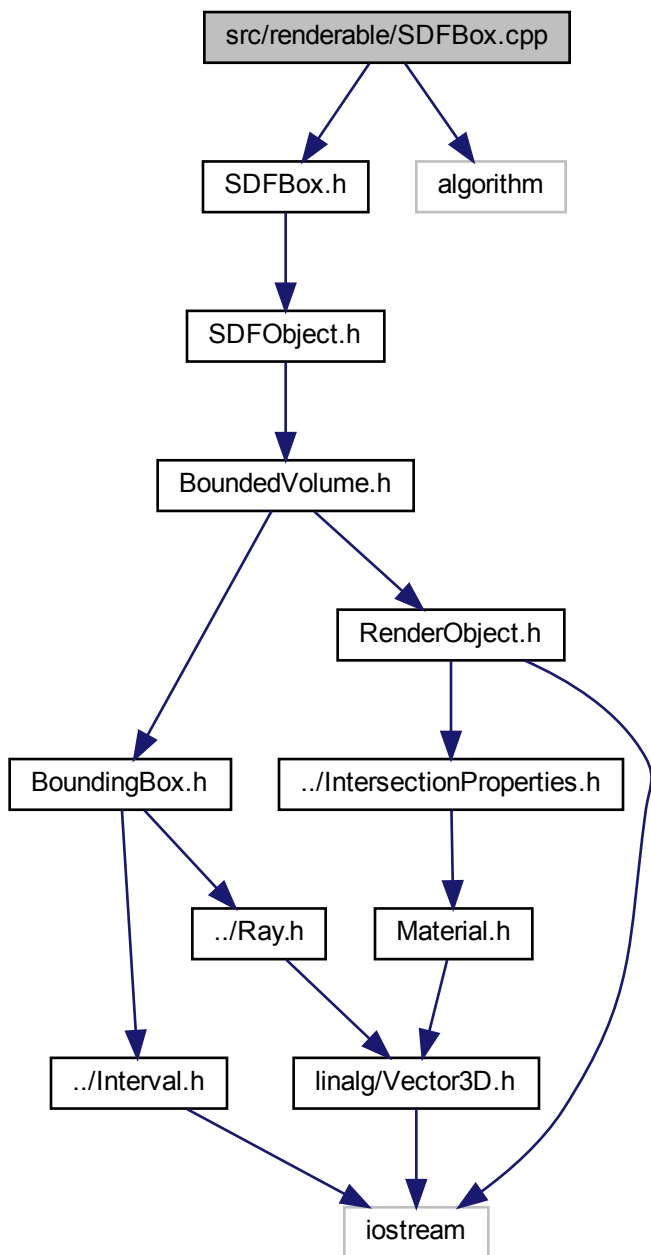 src/renderable/SDFBox.cpp
SDFBox.h
algorithm
SDFObject.h
BoundedVolume.h
RenderObject.h
BoundingBox.h
../IntersectionProperties.h
../Ray.h
Material.h
../Interval.h
linalg/Vector3D.h
iostream